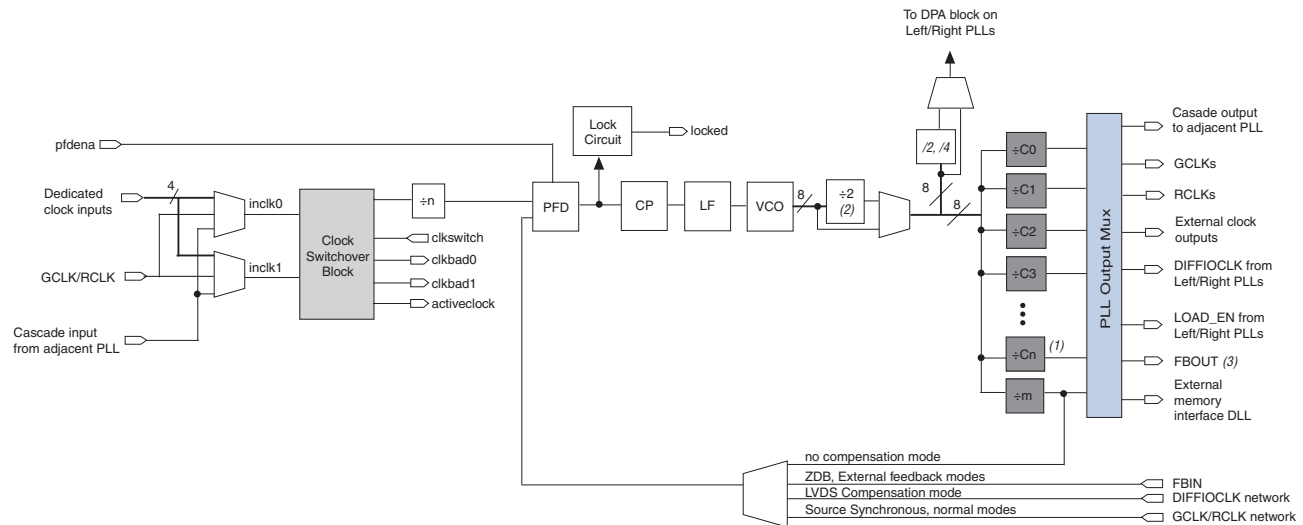 To DPA block on
Left/Right PLLs
Lock
Circuit
locked
/2, /4
pfdena
Casade output
to adjacent PLL
÷C0
GCLKs
4
8
Dedicated
clock inputs
inclk0
÷n
PFD
CP
LF
VCO
8
÷2
(2)
8
÷C1
RCLKs
Clock
Switchover
Block
clkswitch
clkbad0
clkbad1
activeclock
÷C2
External clock
outputs
GCLK/RCLK
inclk1
÷C3
DIFFIOCLK from
Left/Right PLLs
PLL Output Mux
Cascade input
from adjacent PLL
LOAD_EN from
Left/Right PLLs
÷Cn
(1)
FBOUT (3)
÷m
External
memory
interface DLL
no compensation mode
ZDB, External feedback modes
FBIN
LVDS Compensation mode
DIFFIOCLK network
Source Synchronous, normal modes
GCLK/RCLK network